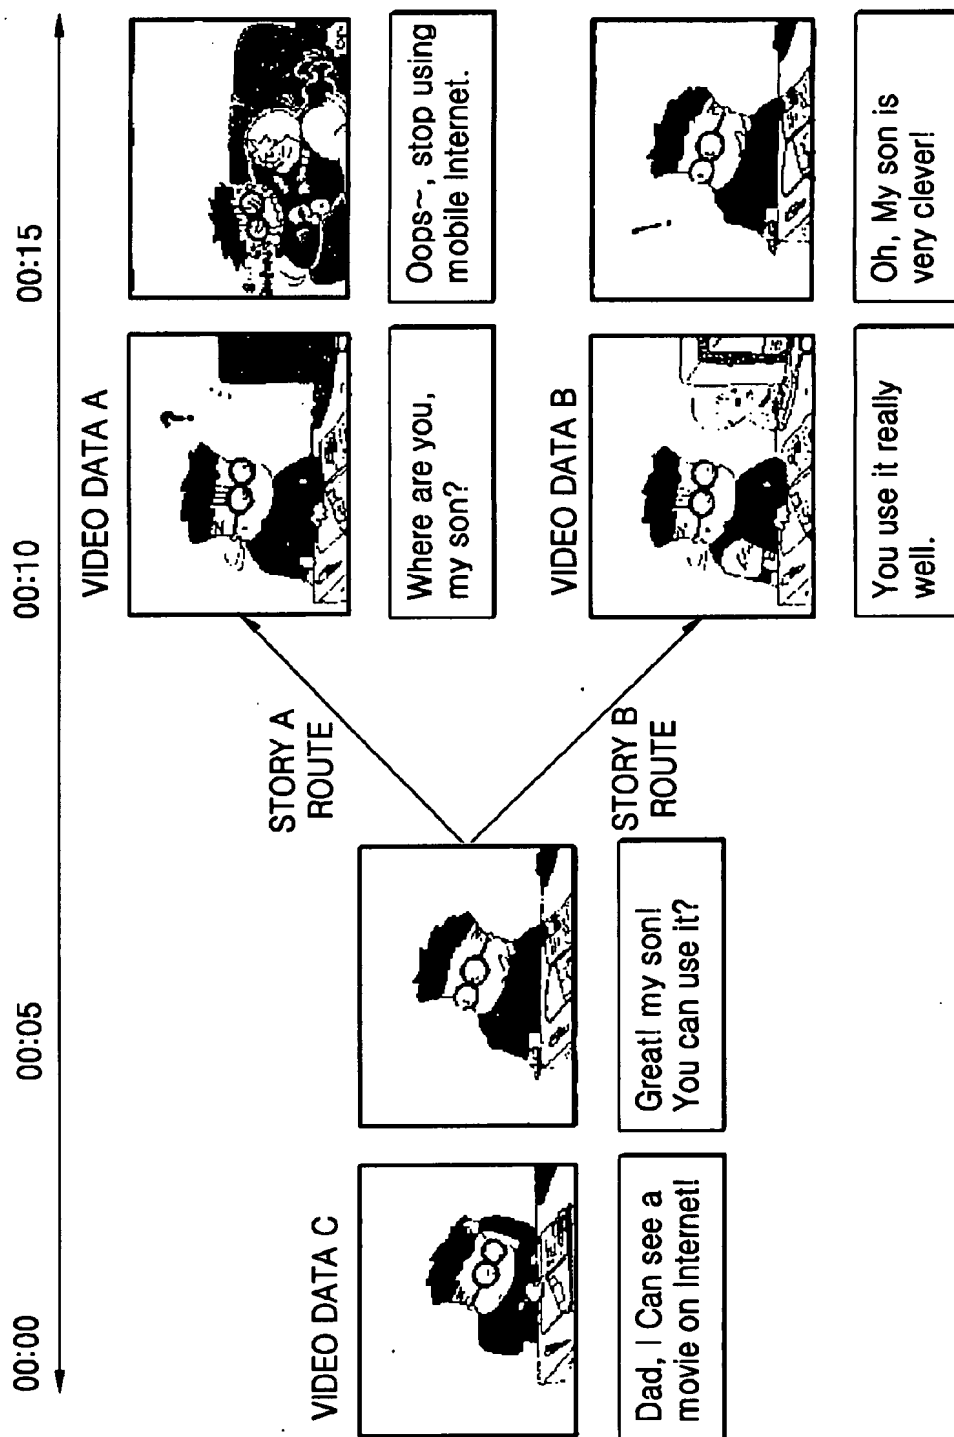 00:00
00:05
00:10
00:15
VIDEO DATA C
Dad, I Can see a
movie on Internet!
Great! my son!
You can use it?
STORY A
ROUTE
STORY B
ROUTE
VIDEO DATA A
Where are you,
my son?
Oops~, stop using
mobile Internet.
VIDEO DATA B
You use it really
well.
Oh, My son is
very clever!